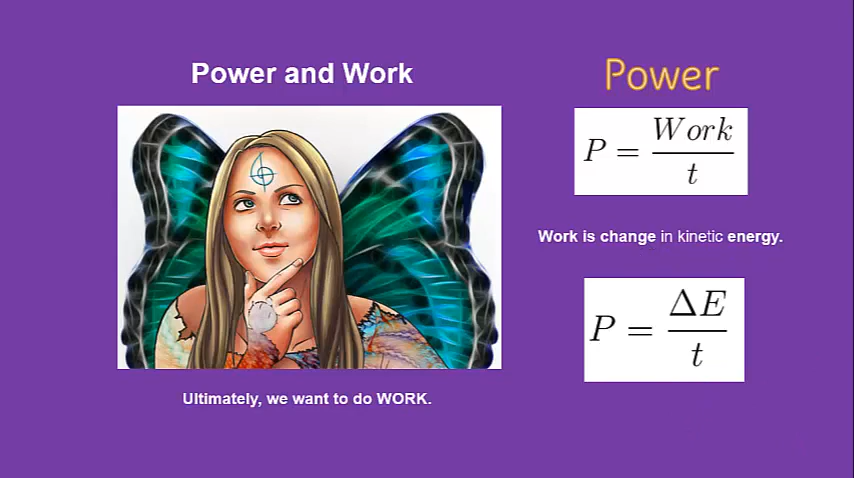 Power and Work
Ultimately, we want to do WORK.
Power
P = Work / t
Work is change in kinetic energy.
P = ΔE / t